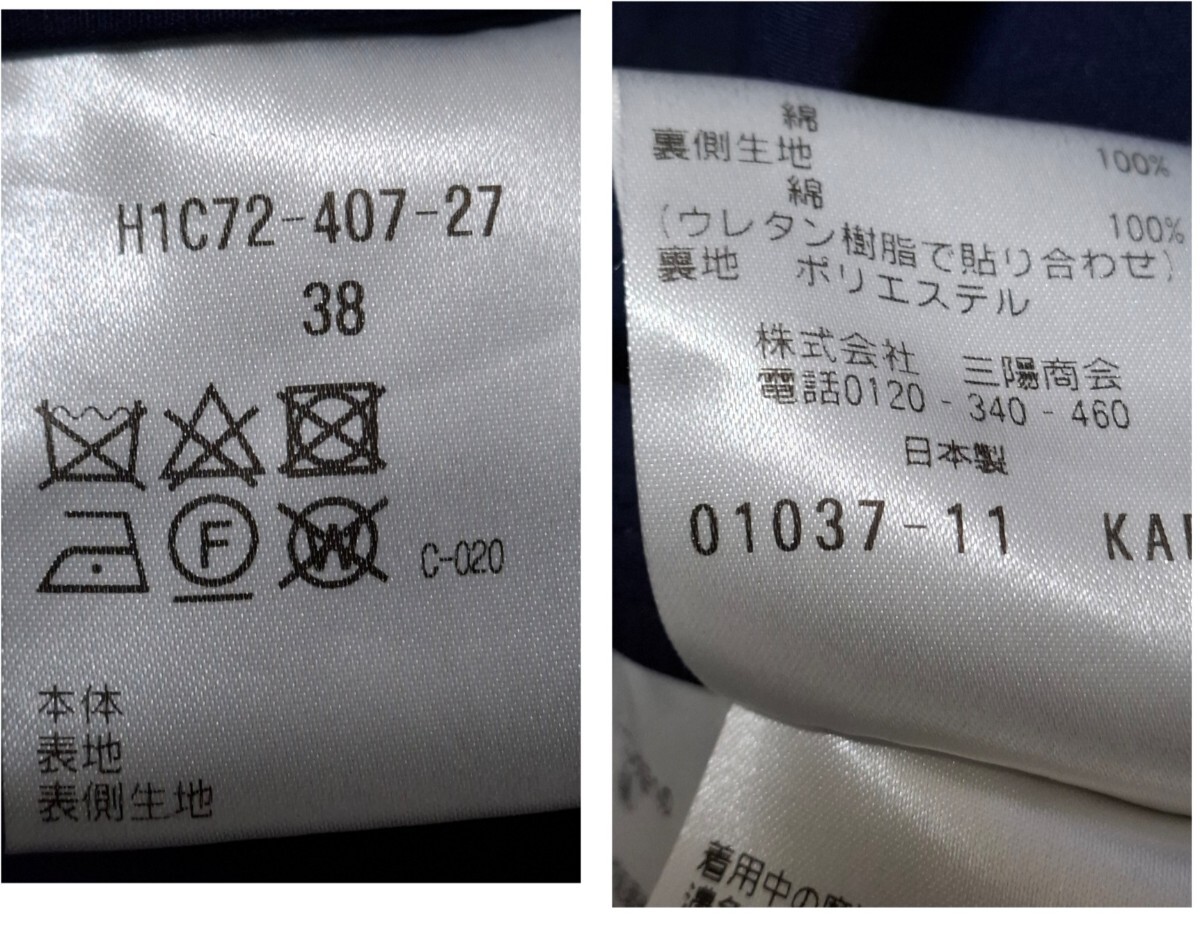 H1C72-407-27
38
F
W
C-020
本体
表地
表側生地
綿
100%
裏側生地
綿
100%
(ウレタン樹脂で貼り合わせ)
裏地 ポリエステル
株式会社 三陽商会
電話0120-340-460
日本製
01037-11
着用中の